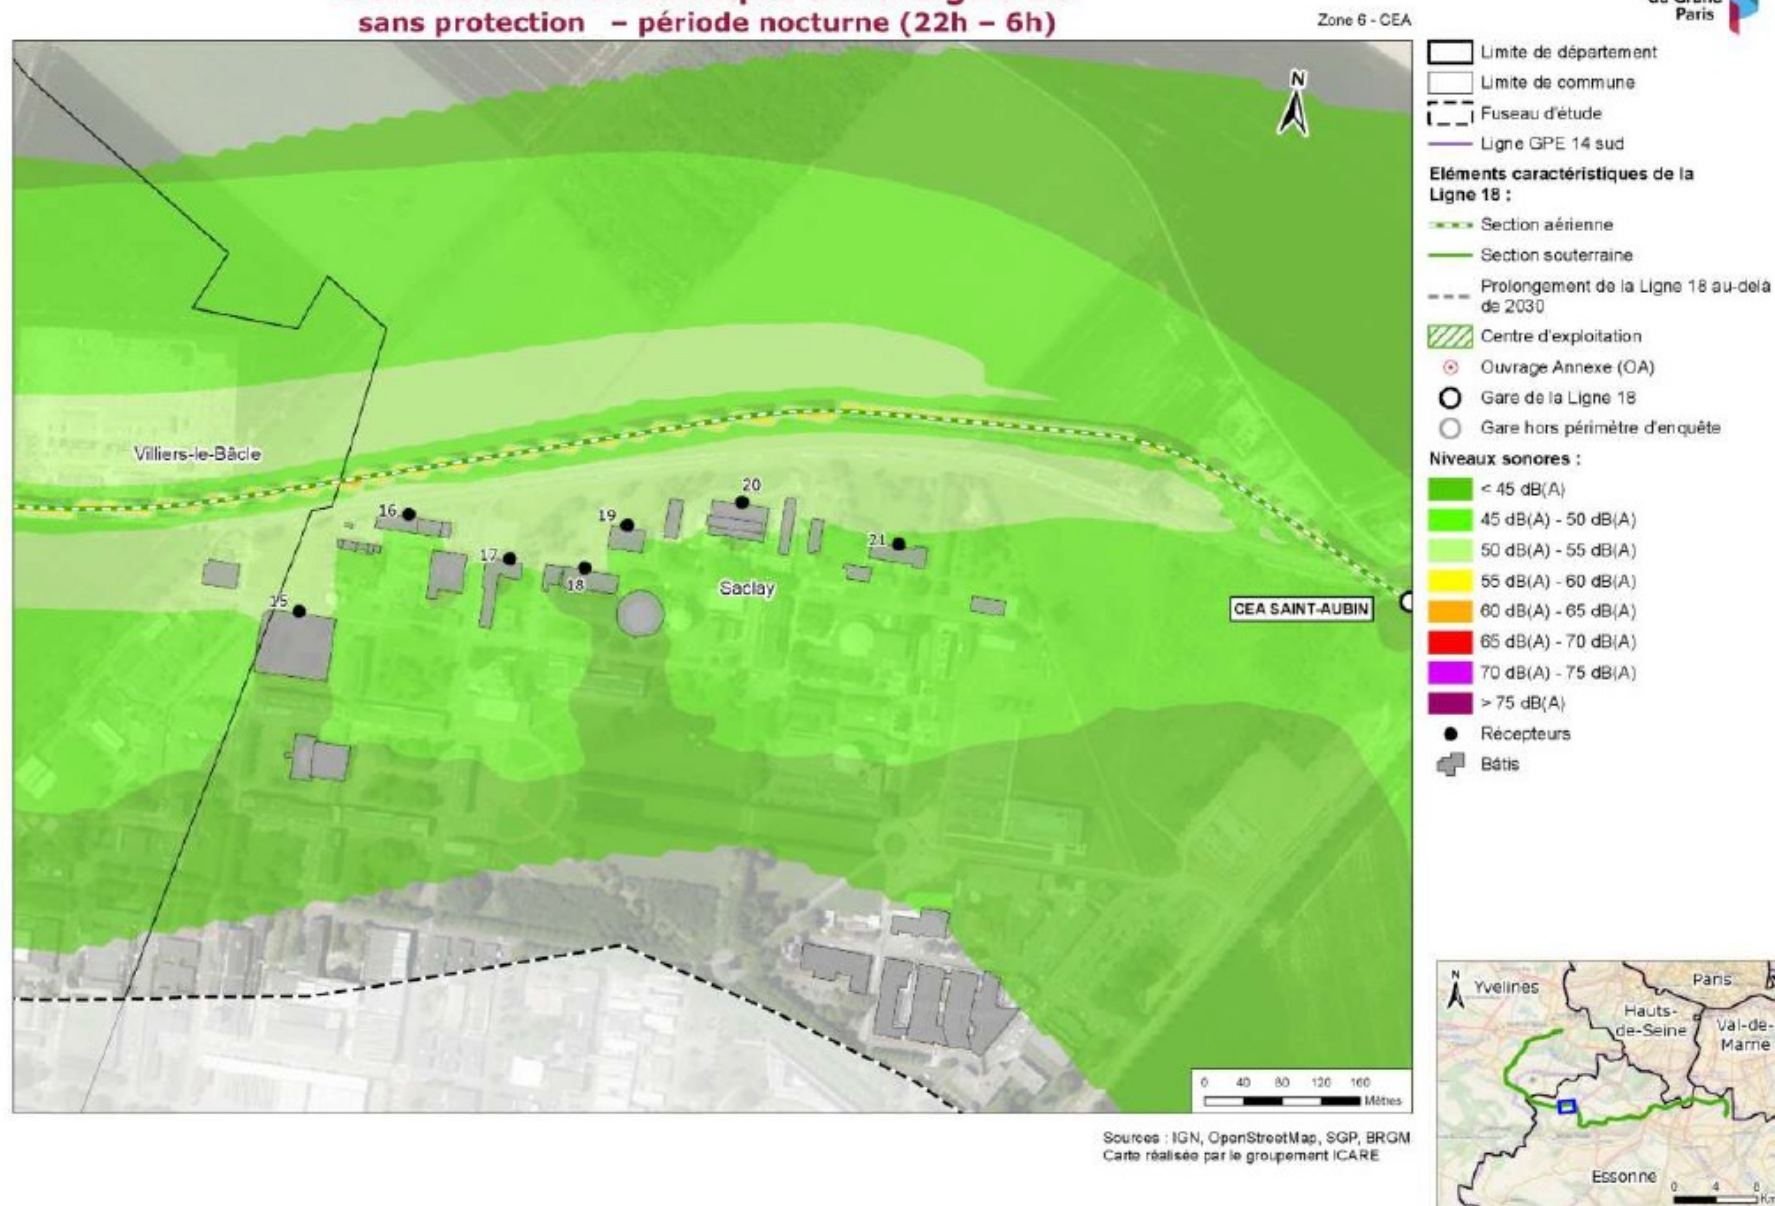 sans protection – période nocturne (22h – 6h)
Zone 6 - CEA
Paris
N
Villiers-le-Bâcle
16
15
17
18
19
20
21
Saclay
CEA SAINT-AUBIN
0 40 80 120 160
Mètres
Sources : IGN, OpenStreetMap, SGP, BRGM
Carte réalisée par le groupement ICARE
Limite de département
Limite de commune
Fuseau d'étude
Ligne GPE 14 sud
Eléments caractéristiques de la
Ligne 18 :
Section aérienne
Section souterraine
Prolongement de la Ligne 18 au-delà
de 2030
Centre d'exploitation
Ouvrage Annexe (OA)
Gare de la Ligne 18
Gare hors périmètre d'enquête
Niveaux sonores :
< 45 dB(A)
45 dB(A) - 50 dB(A)
50 dB(A) - 55 dB(A)
55 dB(A) - 60 dB(A)
60 dB(A) - 65 dB(A)
65 dB(A) - 70 dB(A)
70 dB(A) - 75 dB(A)
> 75 dB(A)
Récepteurs
Bâtis
N
Yvelines
Paris
Hauts-
de-Seine
Val-de-
Marne
Essonne
0 4 8